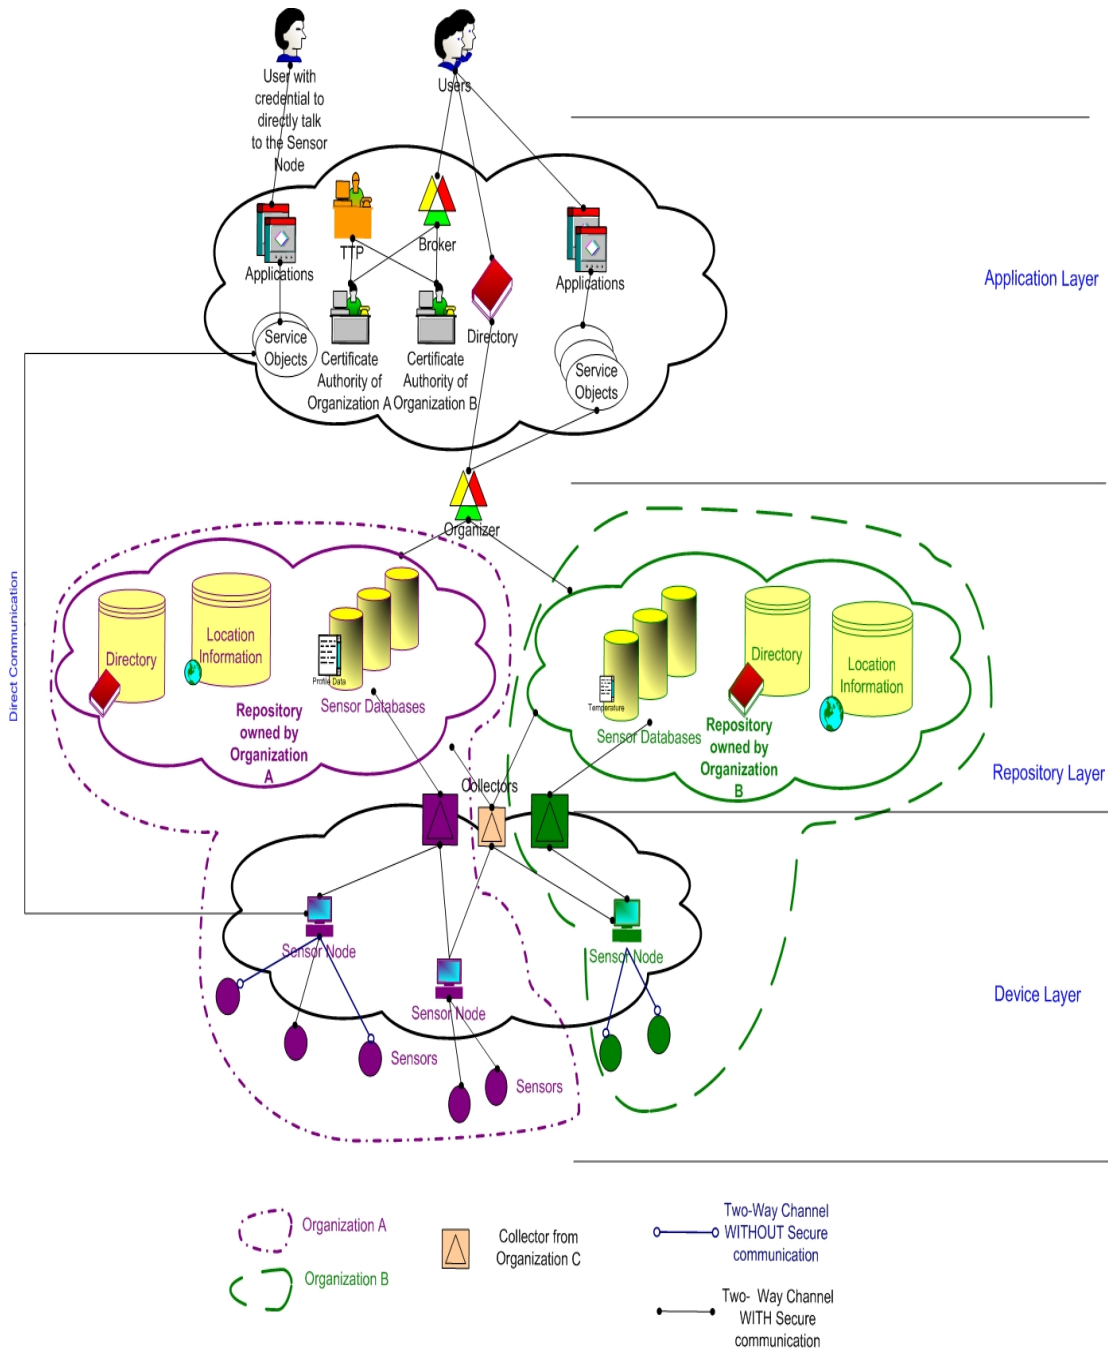 User with
credential to
directly talk
to the Sensor
Node
Users
Application Layer
TTP
Broker
Applications
Applications
Directory
Service
Objects
Certificate
Authority of
Organization A
Certificate
Authority of
Organization B
Service
Objects
Organizer
Direct Communication
Directory
Location
Information
Profile Data
Sensor Databases
Repository
owned by
Organization
A
Temperature
Sensor Databases
Directory
Location
Information
Repository
owned by
Organization
B
Repository Layer
Collectors
Sensor Node
Sensor Node
Sensor Node
Device Layer
Sensors
Sensors
Organization A
Organization B
Collector from
Organization C
Two-Way Channel
WITHOUT Secure
communication
Two- Way Channel
WITH Secure
communication